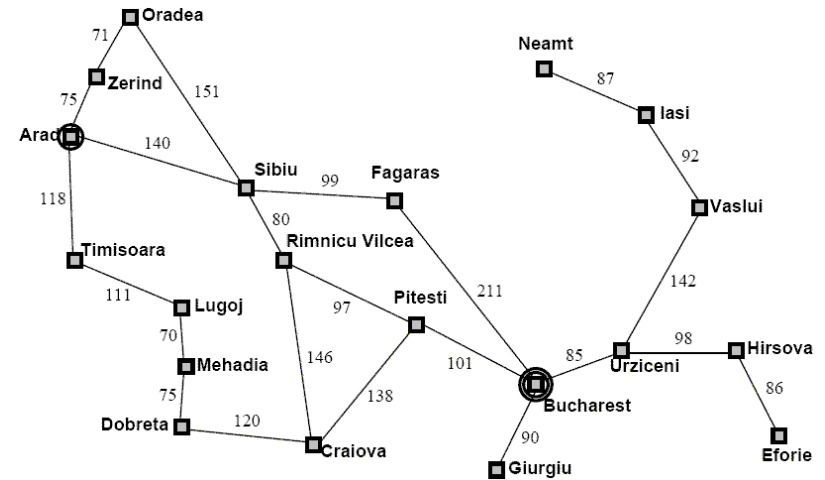 Oradea
71
Neamt
Zerind
87
151
75
Iasi
Arad
140
92
Sibiu
Fagaras
118
99
Vaslui
80
Timisoara
Rimnicu Vilcea
142
111
211
Lugoj
97
Pitesti
70
98
Hirsova
146
85
Mehadia
101
Urziceni
86
75
138
Bucharest
Dobreta
120
90
Craiova
Eforie
Giurgiu